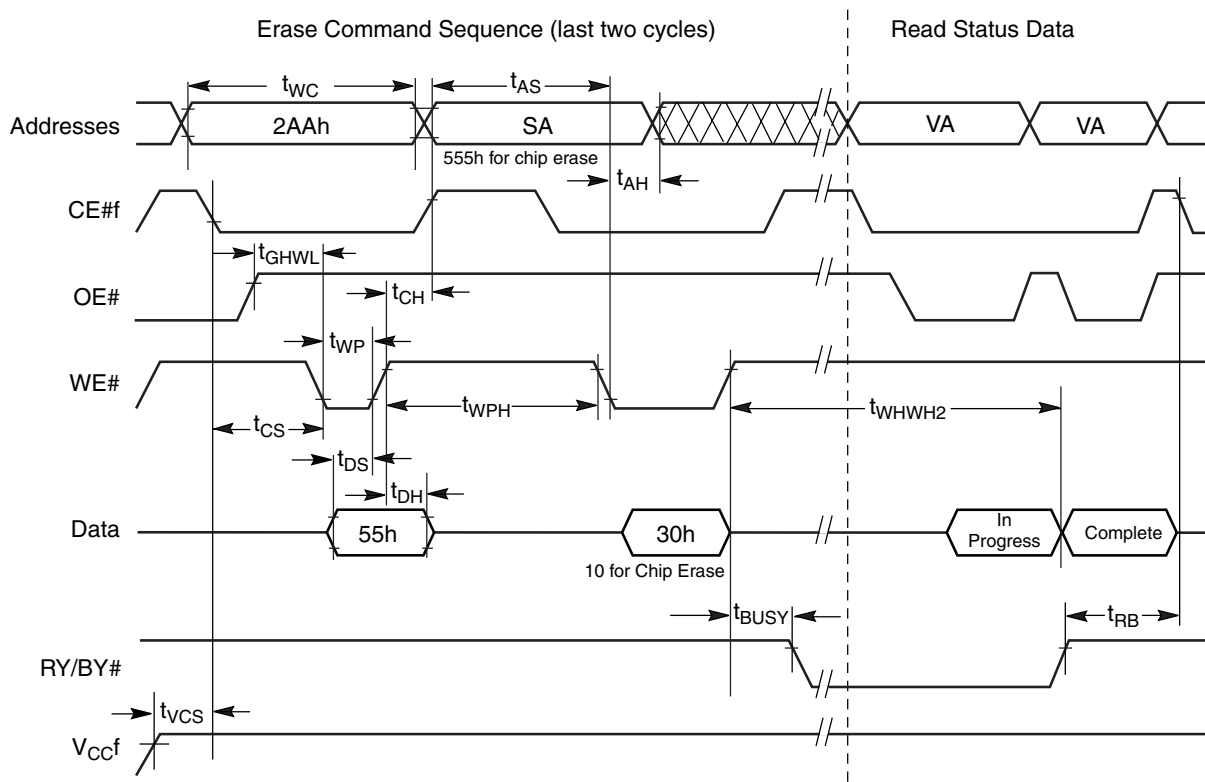 Erase Command Sequence (last two cycles)
Read Status Data
tWC
tAS
Addresses
2AAh
SA
VA
VA
555h for chip erase
tAH
CE#f
tGHWL
OE#
tCH
tWP
WE#
tWPH
tWHWH2
tCS
tDS
tDH
Data
55h
30h
In
Progress
Complete
10 for Chip Erase
tBUSY
tRB
RY/BY#
tVCS
VCCf